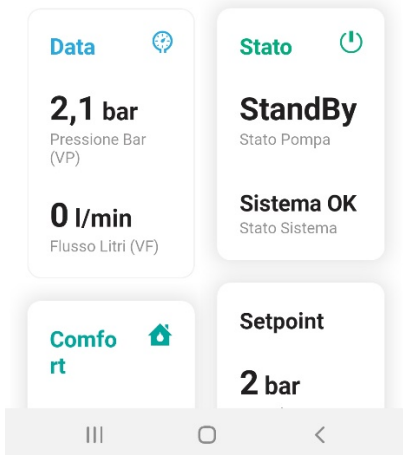 Data
2,1 bar
Pressione Bar
(VP)
0 l/min
Flusso Litri (VF)
Stato
StandBy
Stato Pompa
Sistema OK
Stato Sistema
Comfo
rt
Setpoint
2 bar